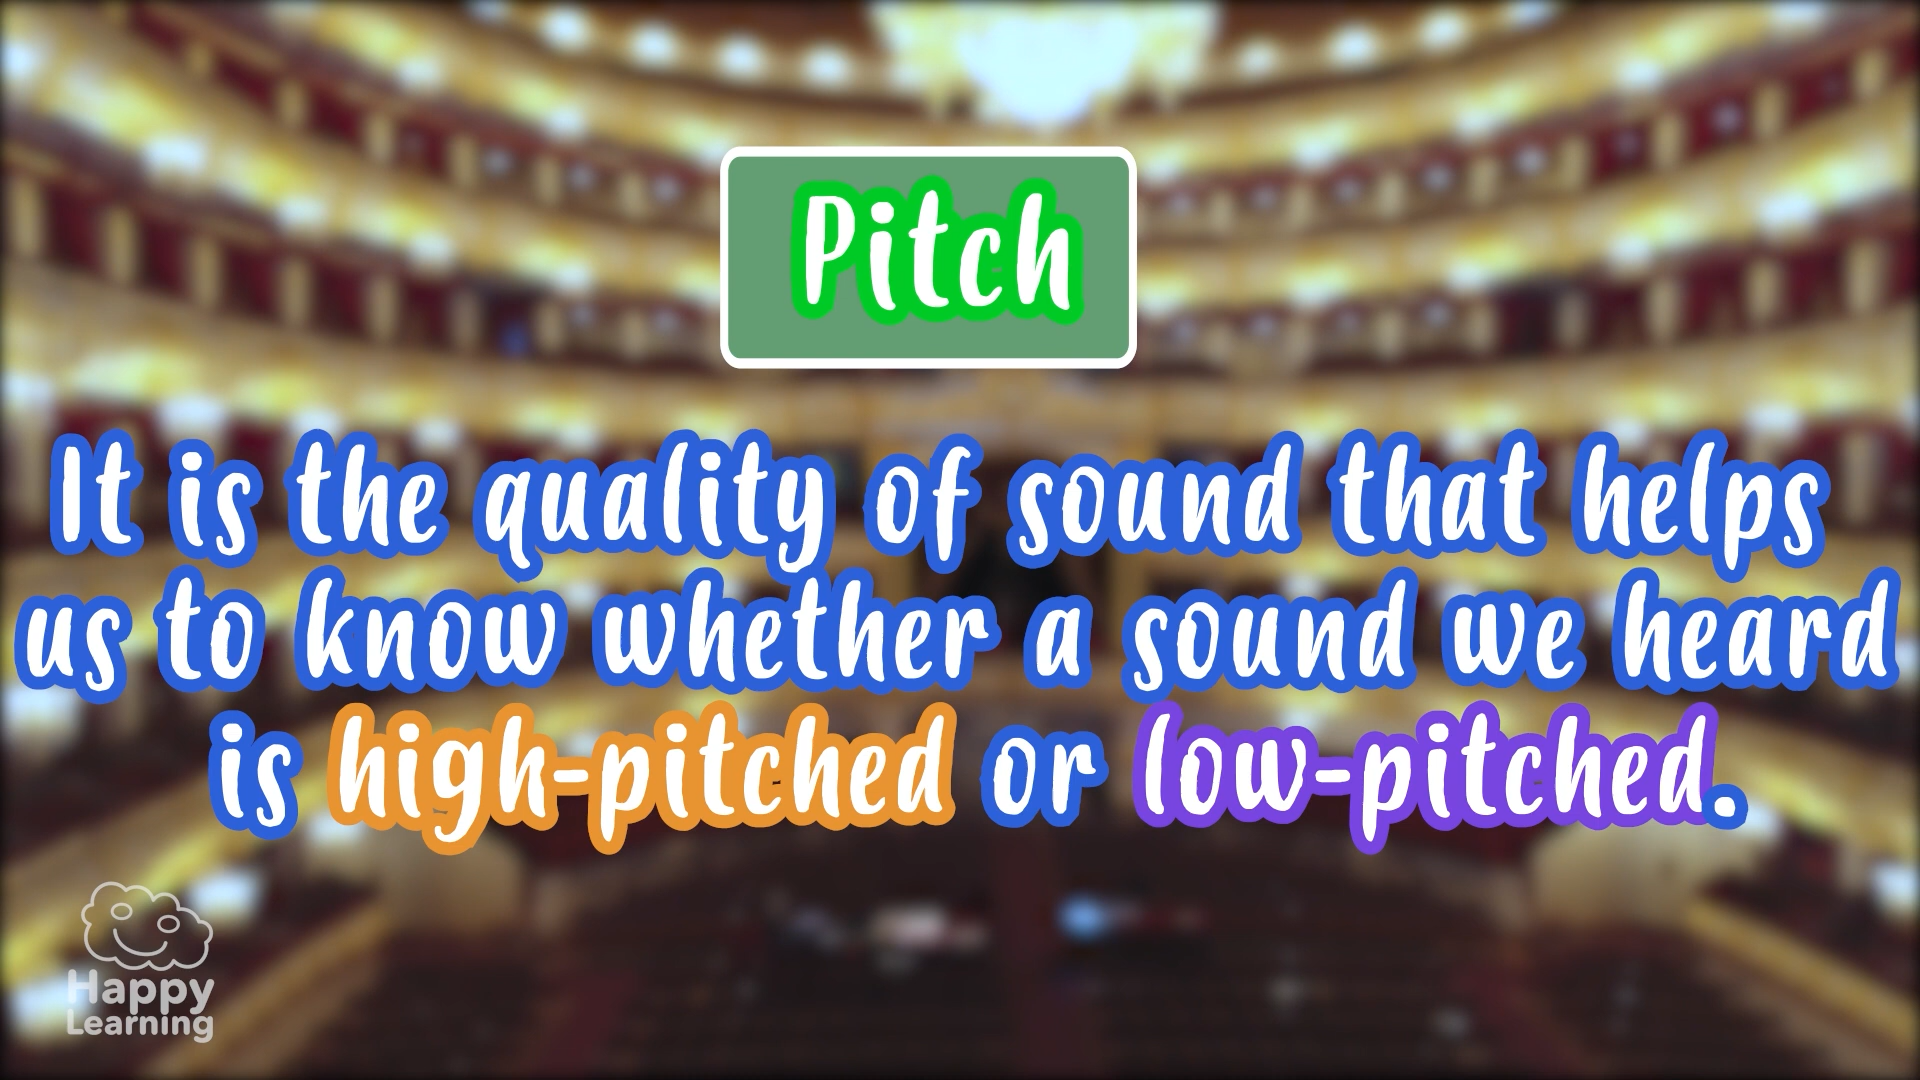 Pitch
It is the quality of sound that helps
us to know whether a sound we heard
is high-pitched or low-pitched.
Happy
Learning